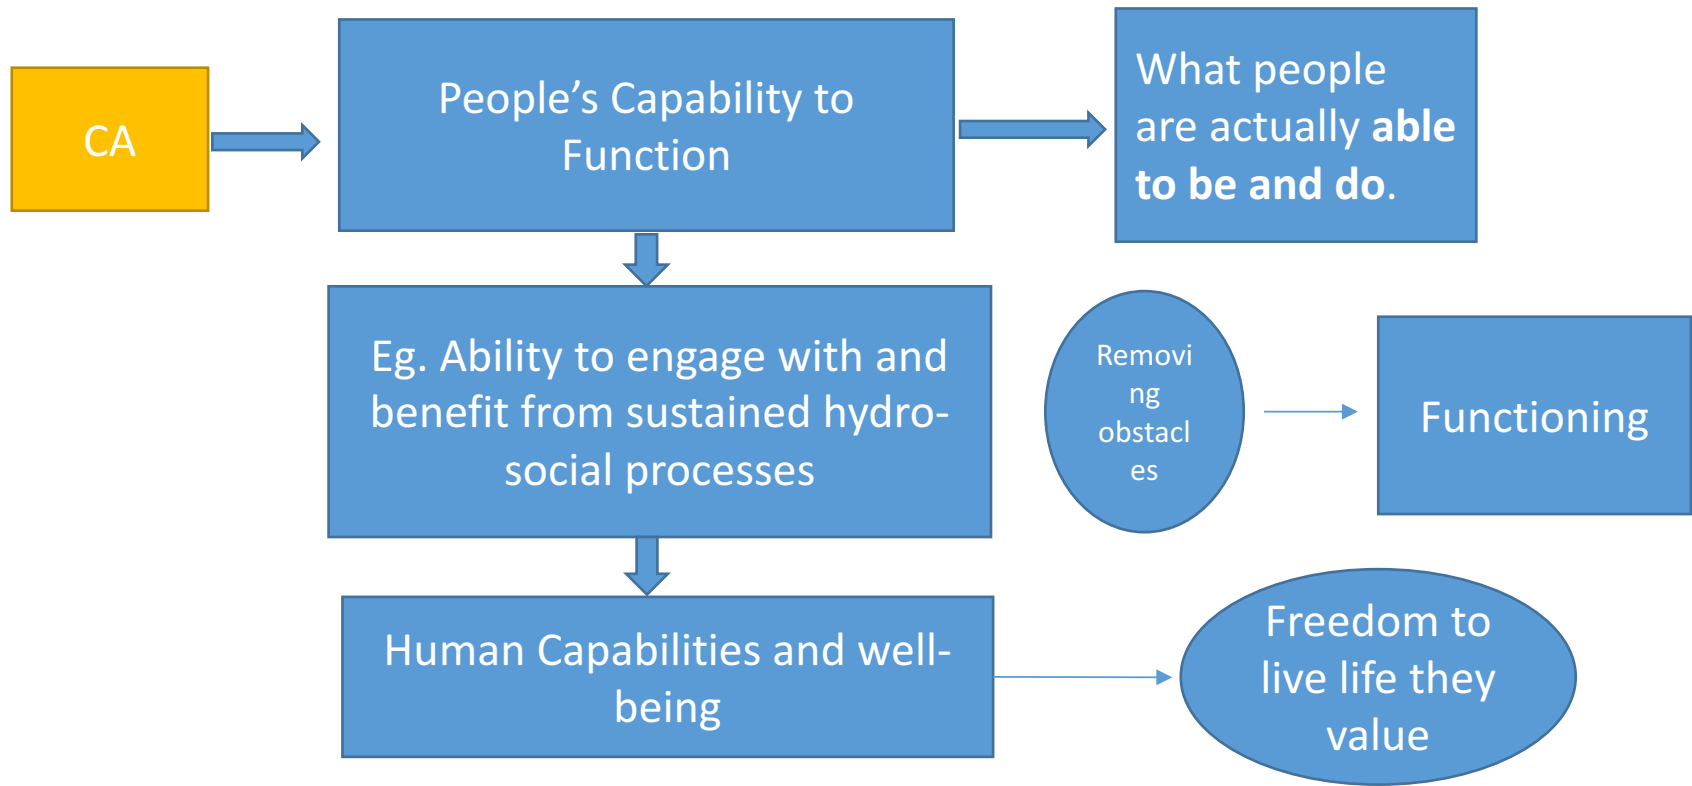 CA
People’s Capability to
Function
What people
are actually able
to be and do.
Eg. Ability to engage with and
benefit from sustained hydro-
social processes
Removi
ng
obstacl
es
Functioning
Human Capabilities and well-
being
Freedom to
live life they
value